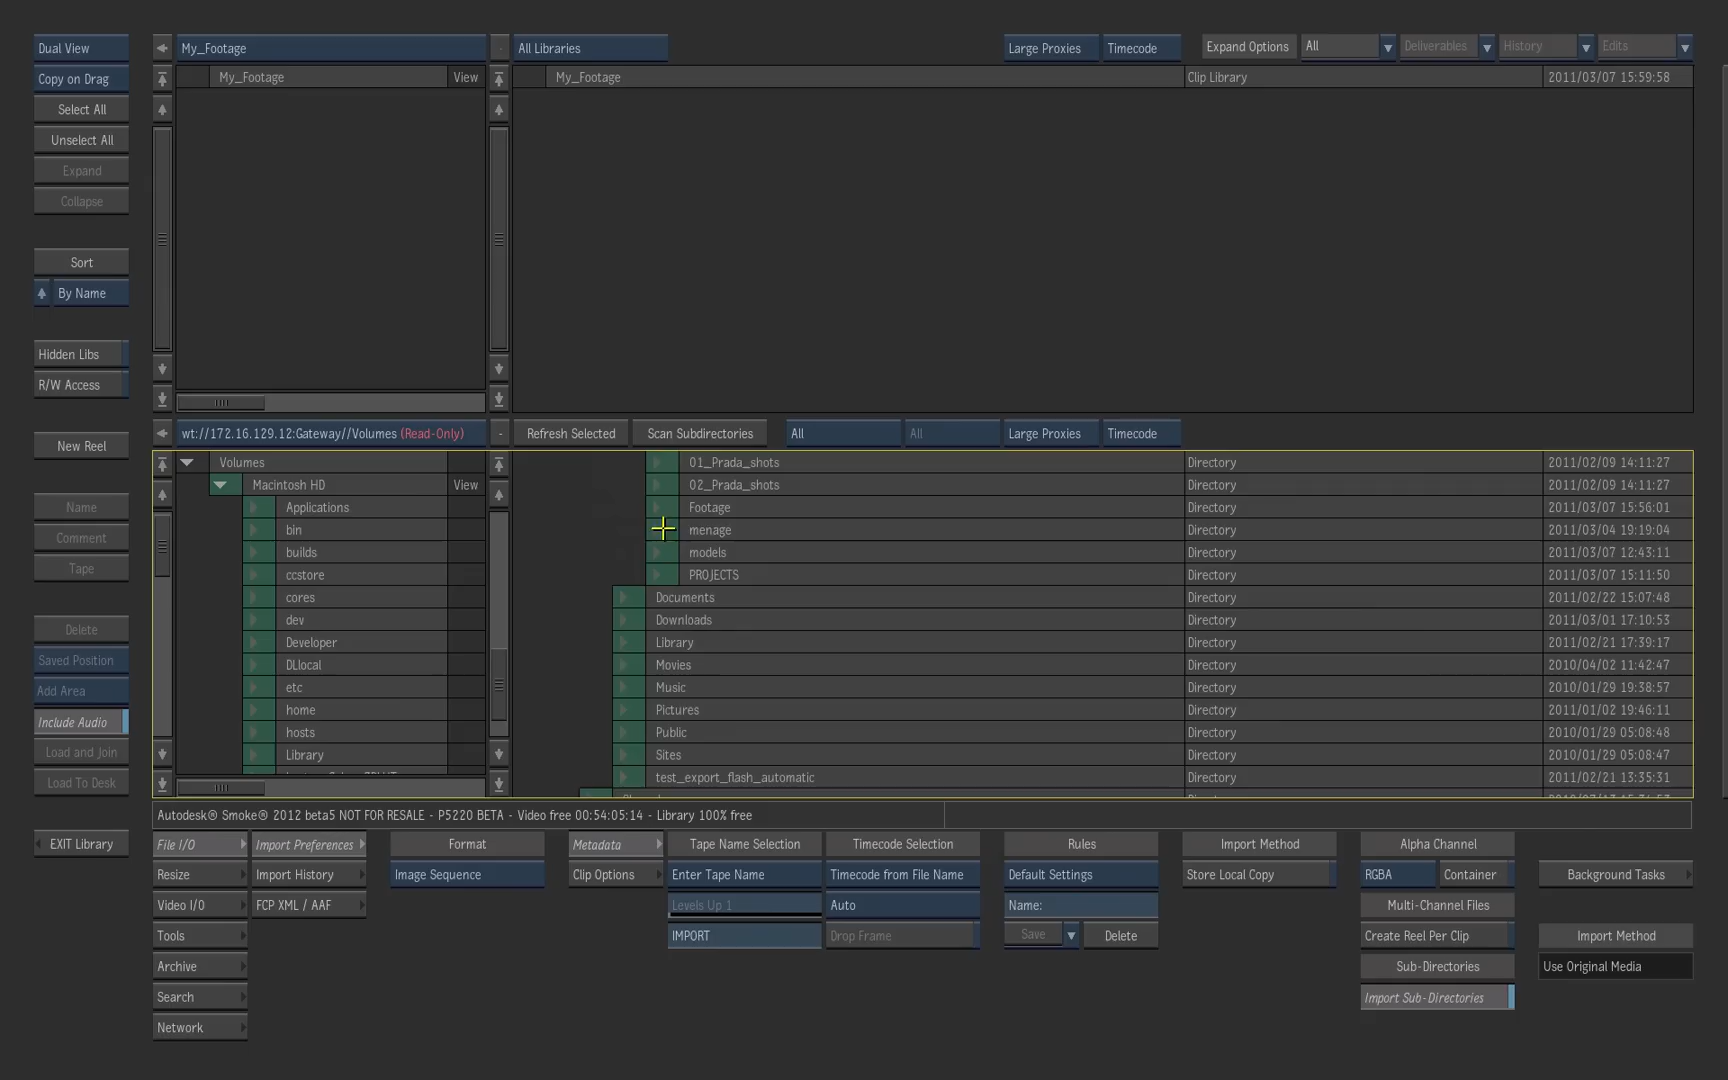 Dual View
My_Footage
-
All Libraries
Large Proxies
Timecode
Expand Options
All
Deliverables
History
Edits
Copy on Drag
My_Footage
View
My_Footage
Clip Library
2011/03/07 15:59:58
Select All
Unselect All
Expand
Collapse
Sort
By Name
Hidden Libs
R/W Access
New Reel
Name
Comment
Tape
Delete
Saved Position
Add Area
Include Audio
Load and Join
Load To Desk
EXIT Library
wt://172.16.129.12:Gateway//Volumes (Read-Only)
-
Refresh Selected
Scan Subdirectories
All
All
Large Proxies
Timecode
Volumes
Macintosh HD
View
Applications
bin
builds
ccstore
cores
dev
Developer
DLlocal
etc
home
hosts
Library
01_Prada_shots Directory 2011/02/09 14:11:27
02_Prada_shots Directory 2011/02/09 14:11:27
Footage Directory 2011/03/07 15:56:01
menage Directory 2011/03/04 19:19:04
models Directory 2011/03/07 12:43:11
PROJECTS Directory 2011/03/07 15:11:50
Documents Directory 2011/02/22 15:07:48
Downloads Directory 2011/03/01 17:10:53
Library Directory 2011/02/21 17:39:17
Movies Directory 2010/04/02 11:42:47
Music Directory 2010/01/29 19:38:57
Pictures Directory 2011/01/02 19:46:11
Public Directory 2010/01/29 05:08:48
Sites Directory 2010/01/29 05:08:47
test_export_flash_automatic Directory 2011/02/21 13:35:31
Autodesk® Smoke® 2012 beta5 NOT FOR RESALE - P5220 BETA - Video free 00:54:05:14 - Library 100% free
File I/O
Resize
Video I/O
Tools
Archive
Search
Network
Import Preferences
Import History
FCP XML / AAF
Format
Image Sequence
Metadata
Clip Options
Tape Name Selection
Enter Tape Name
Levels Up 1
IMPORT
Timecode Selection
Timecode from File Name
Auto
Drop Frame
Rules
Default Settings
Name:
Save
Delete
Import Method
Store Local Copy
Alpha Channel
RGBA
Container
Multi-Channel Files
Create Reel Per Clip
Sub-Directories
Import Sub-Directories
Background Tasks
Import Method
Use Original Media